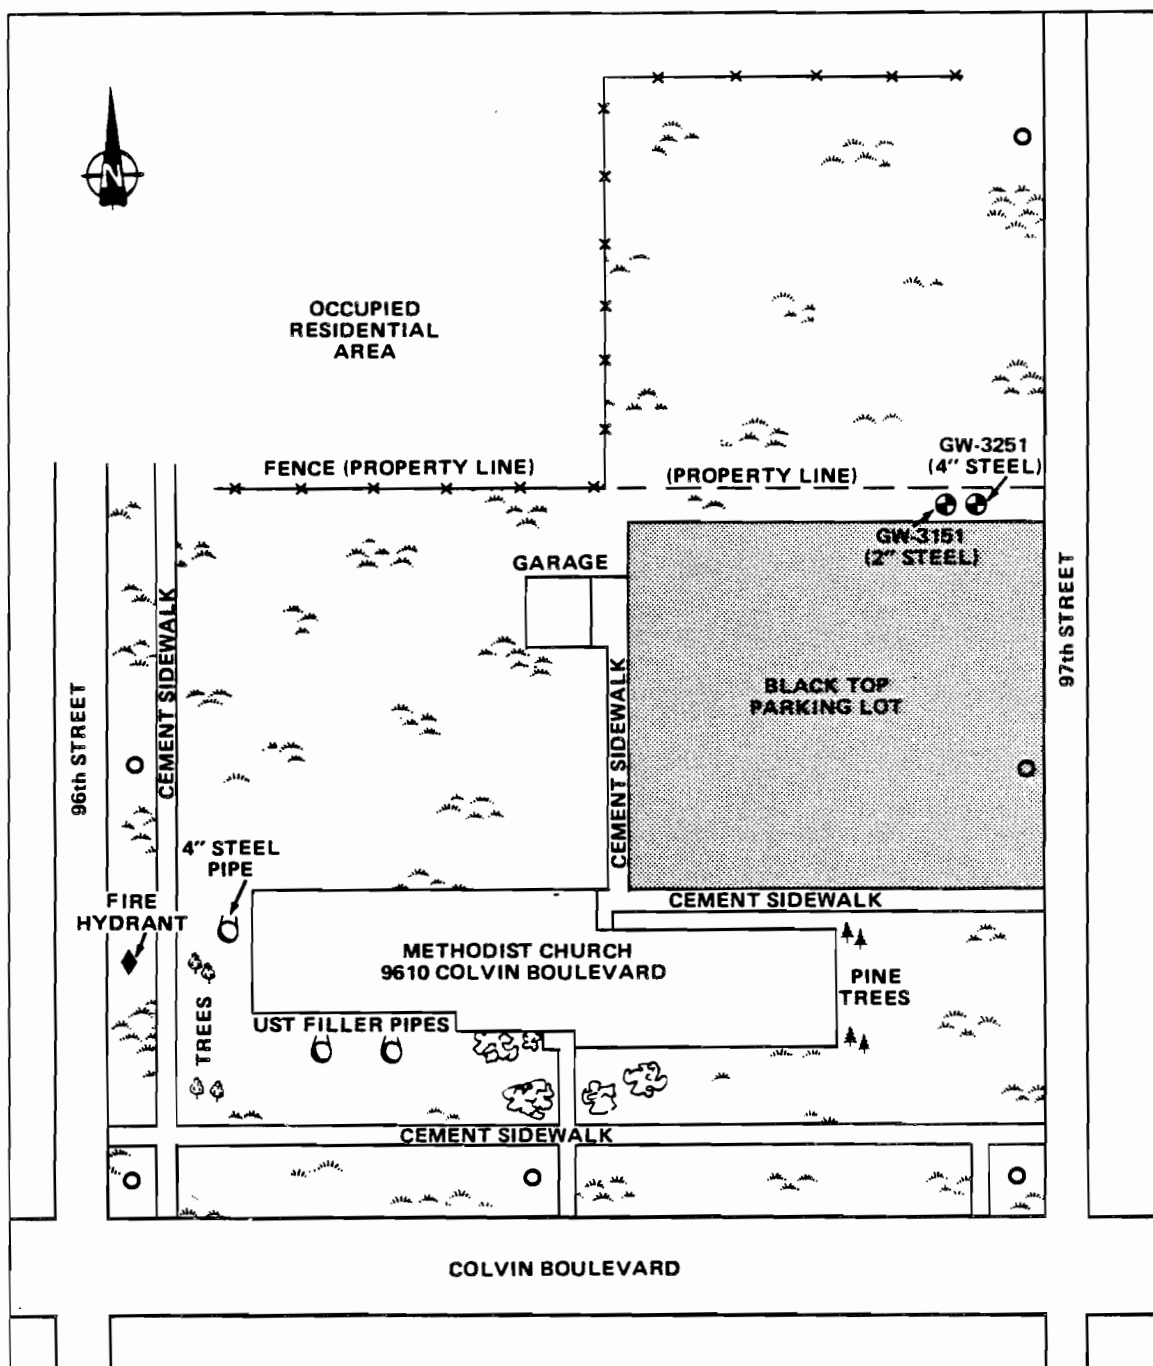 N
OCCUPIED
RESIDENTIAL
AREA
FENCE (PROPERTY LINE)
(PROPERTY LINE)
GW-3251
(4" STEEL)
GW-3151
(2" STEEL)
GARAGE
CEMENT SIDEWALK
96th STREET
CEMENT SIDEWALK
BLACK TOP
PARKING LOT
97th STREET
4" STEEL
PIPE
FIRE
HYDRANT
CEMENT SIDEWALK
METHODIST CHURCH
9610 COLVIN BOULEVARD
PINE
TREES
TREES
UST FILLER PIPES
CEMENT SIDEWALK
COLVIN BOULEVARD